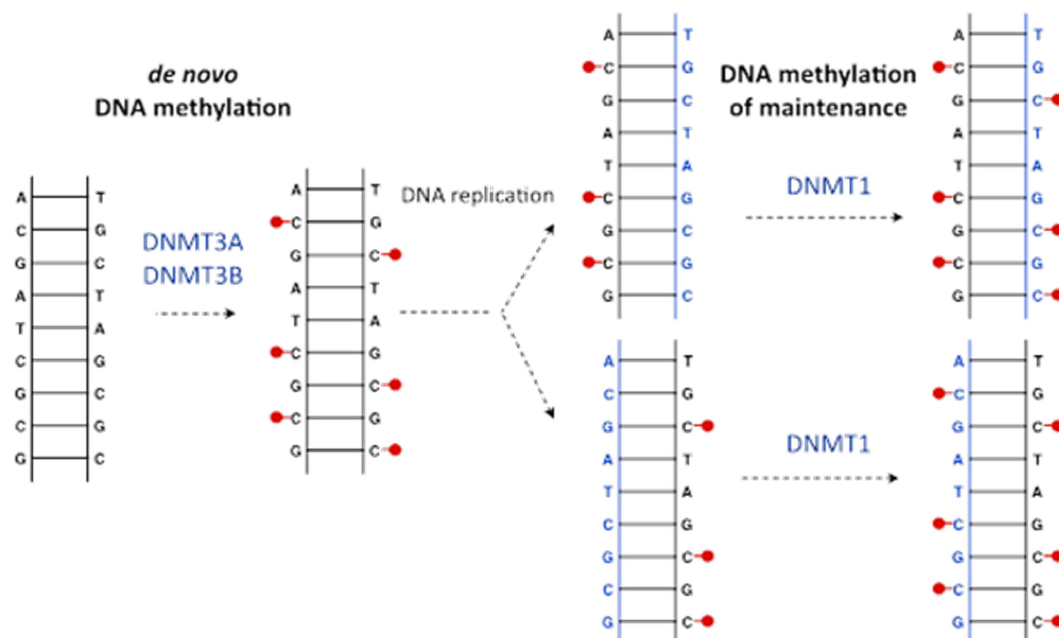 de novo
DNA methylation
DNMT3A
DNMT3B
A T
C G
G C
A T
T A
C G
G C
C G
G C
A T
C G
G C
A T
T A
C G
G C
C G
G C
DNA replication
A T
C G
G C
A T
T A
C G
G C
C G
G C
A T
C G
G C
A T
T A
C G
G C
C G
G C
DNA methylation
of maintenance
DNMT1
DNMT1
A T
C G
G C
A T
T A
C G
G C
C G
G C
A T
C G
G C
A T
T A
C G
G C
C G
G C